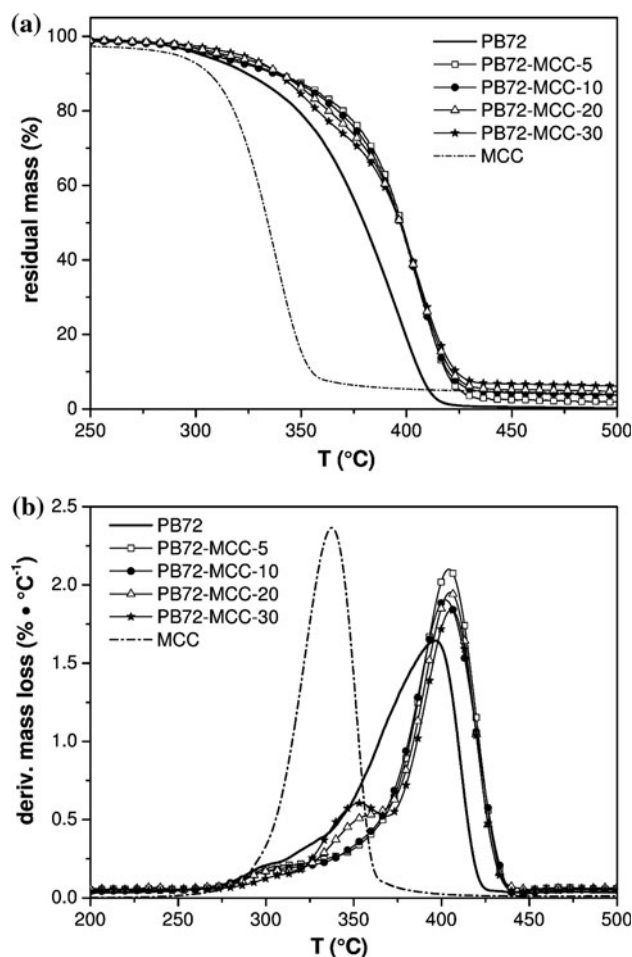 (a)
100
80
60
40
20
0
residual mass (%)
PB72
PB72-MCC-5
PB72-MCC-10
PB72-MCC-20
PB72-MCC-30
MCC
250 300 350 400 450 500
T (°C)
(b)
2.5
2.0
1.5
1.0
0.5
0.0
deriv. mass loss (% • °C⁻¹)
PB72
PB72-MCC-5
PB72-MCC-10
PB72-MCC-20
PB72-MCC-30
MCC
200 250 300 350 400 450 500
T (°C)